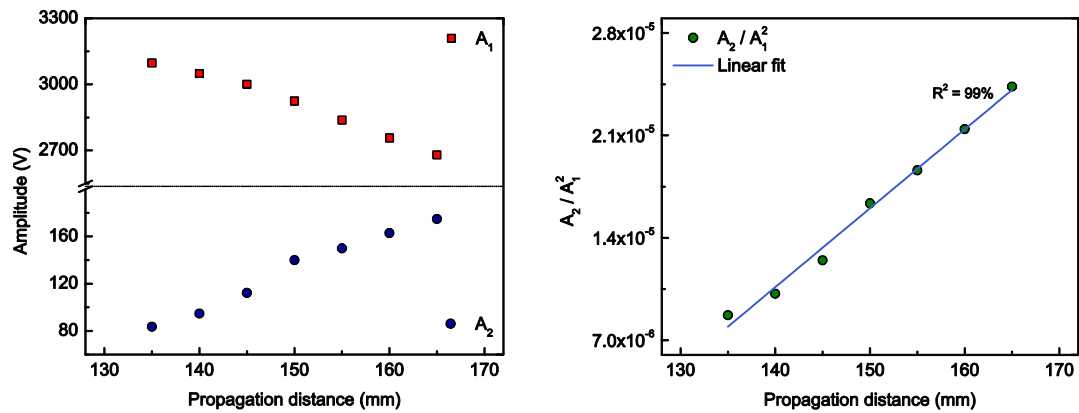 3300
3000
2700
160
120
80
Amplitude (V)
A₁
A₂
130 140 150 160 170
Propagation distance (mm)
2.8x10⁻⁵
2.1x10⁻⁵
1.4x10⁻⁵
7.0x10⁻⁶
A₂ / A₁²
A₂ / A₁²
Linear fit
R² = 99%
130 140 150 160 170
Propagation distance (mm)